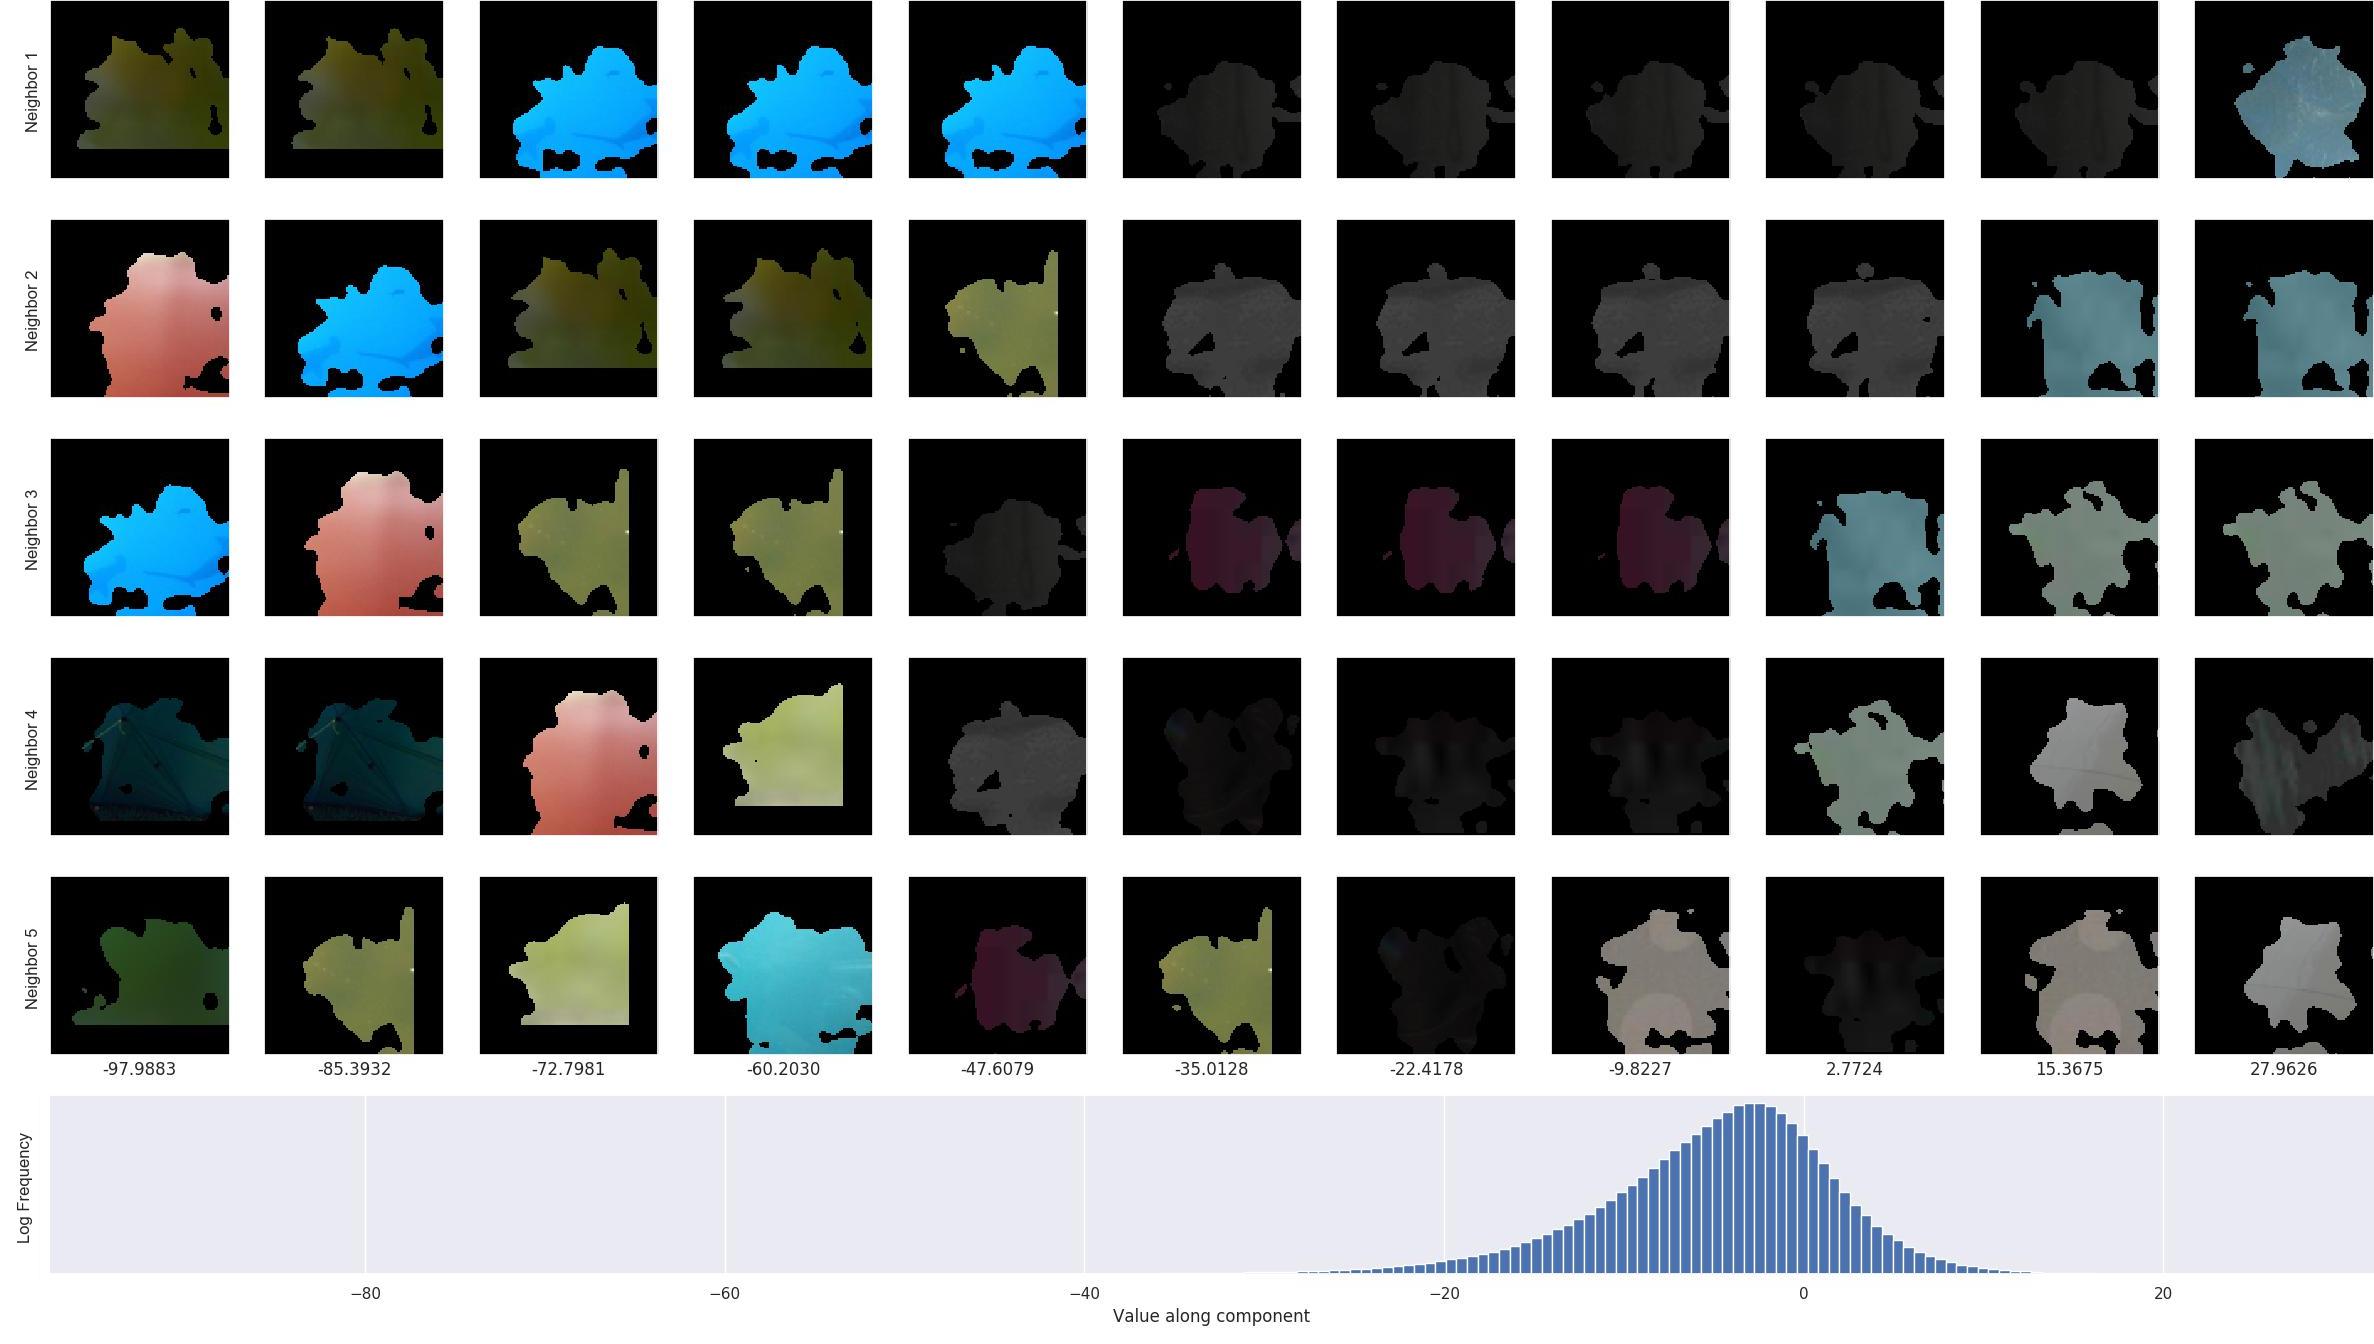 Neighbor 1
Neighbor 2
Neighbor 3
Neighbor 4
Neighbor 5
-97.9883 -85.3932 -72.7981 -60.2030 -47.6079 -35.0128 -22.4178 -9.8227 2.7724 15.3675 27.9626
Log Frequency
−80 −60 −40 −20 0 20
Value along component